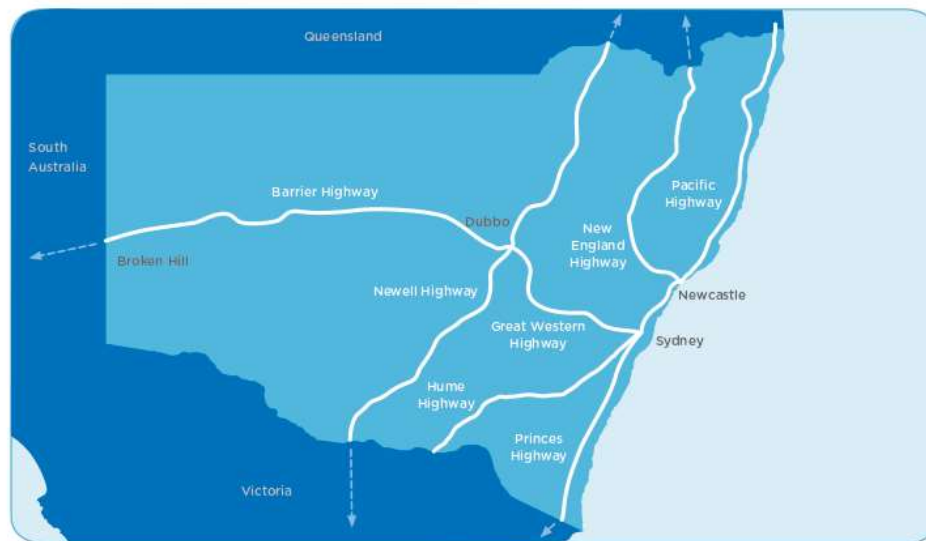 Queensland
South
Australia
Barrier Highway
Pacific
Highway
Dubbo
New
England
Highway
Broken Hill
Newell Highway
Newcastle
Great Western
Highway
Sydney
Hume
Highway
Princes
Highway
Victoria